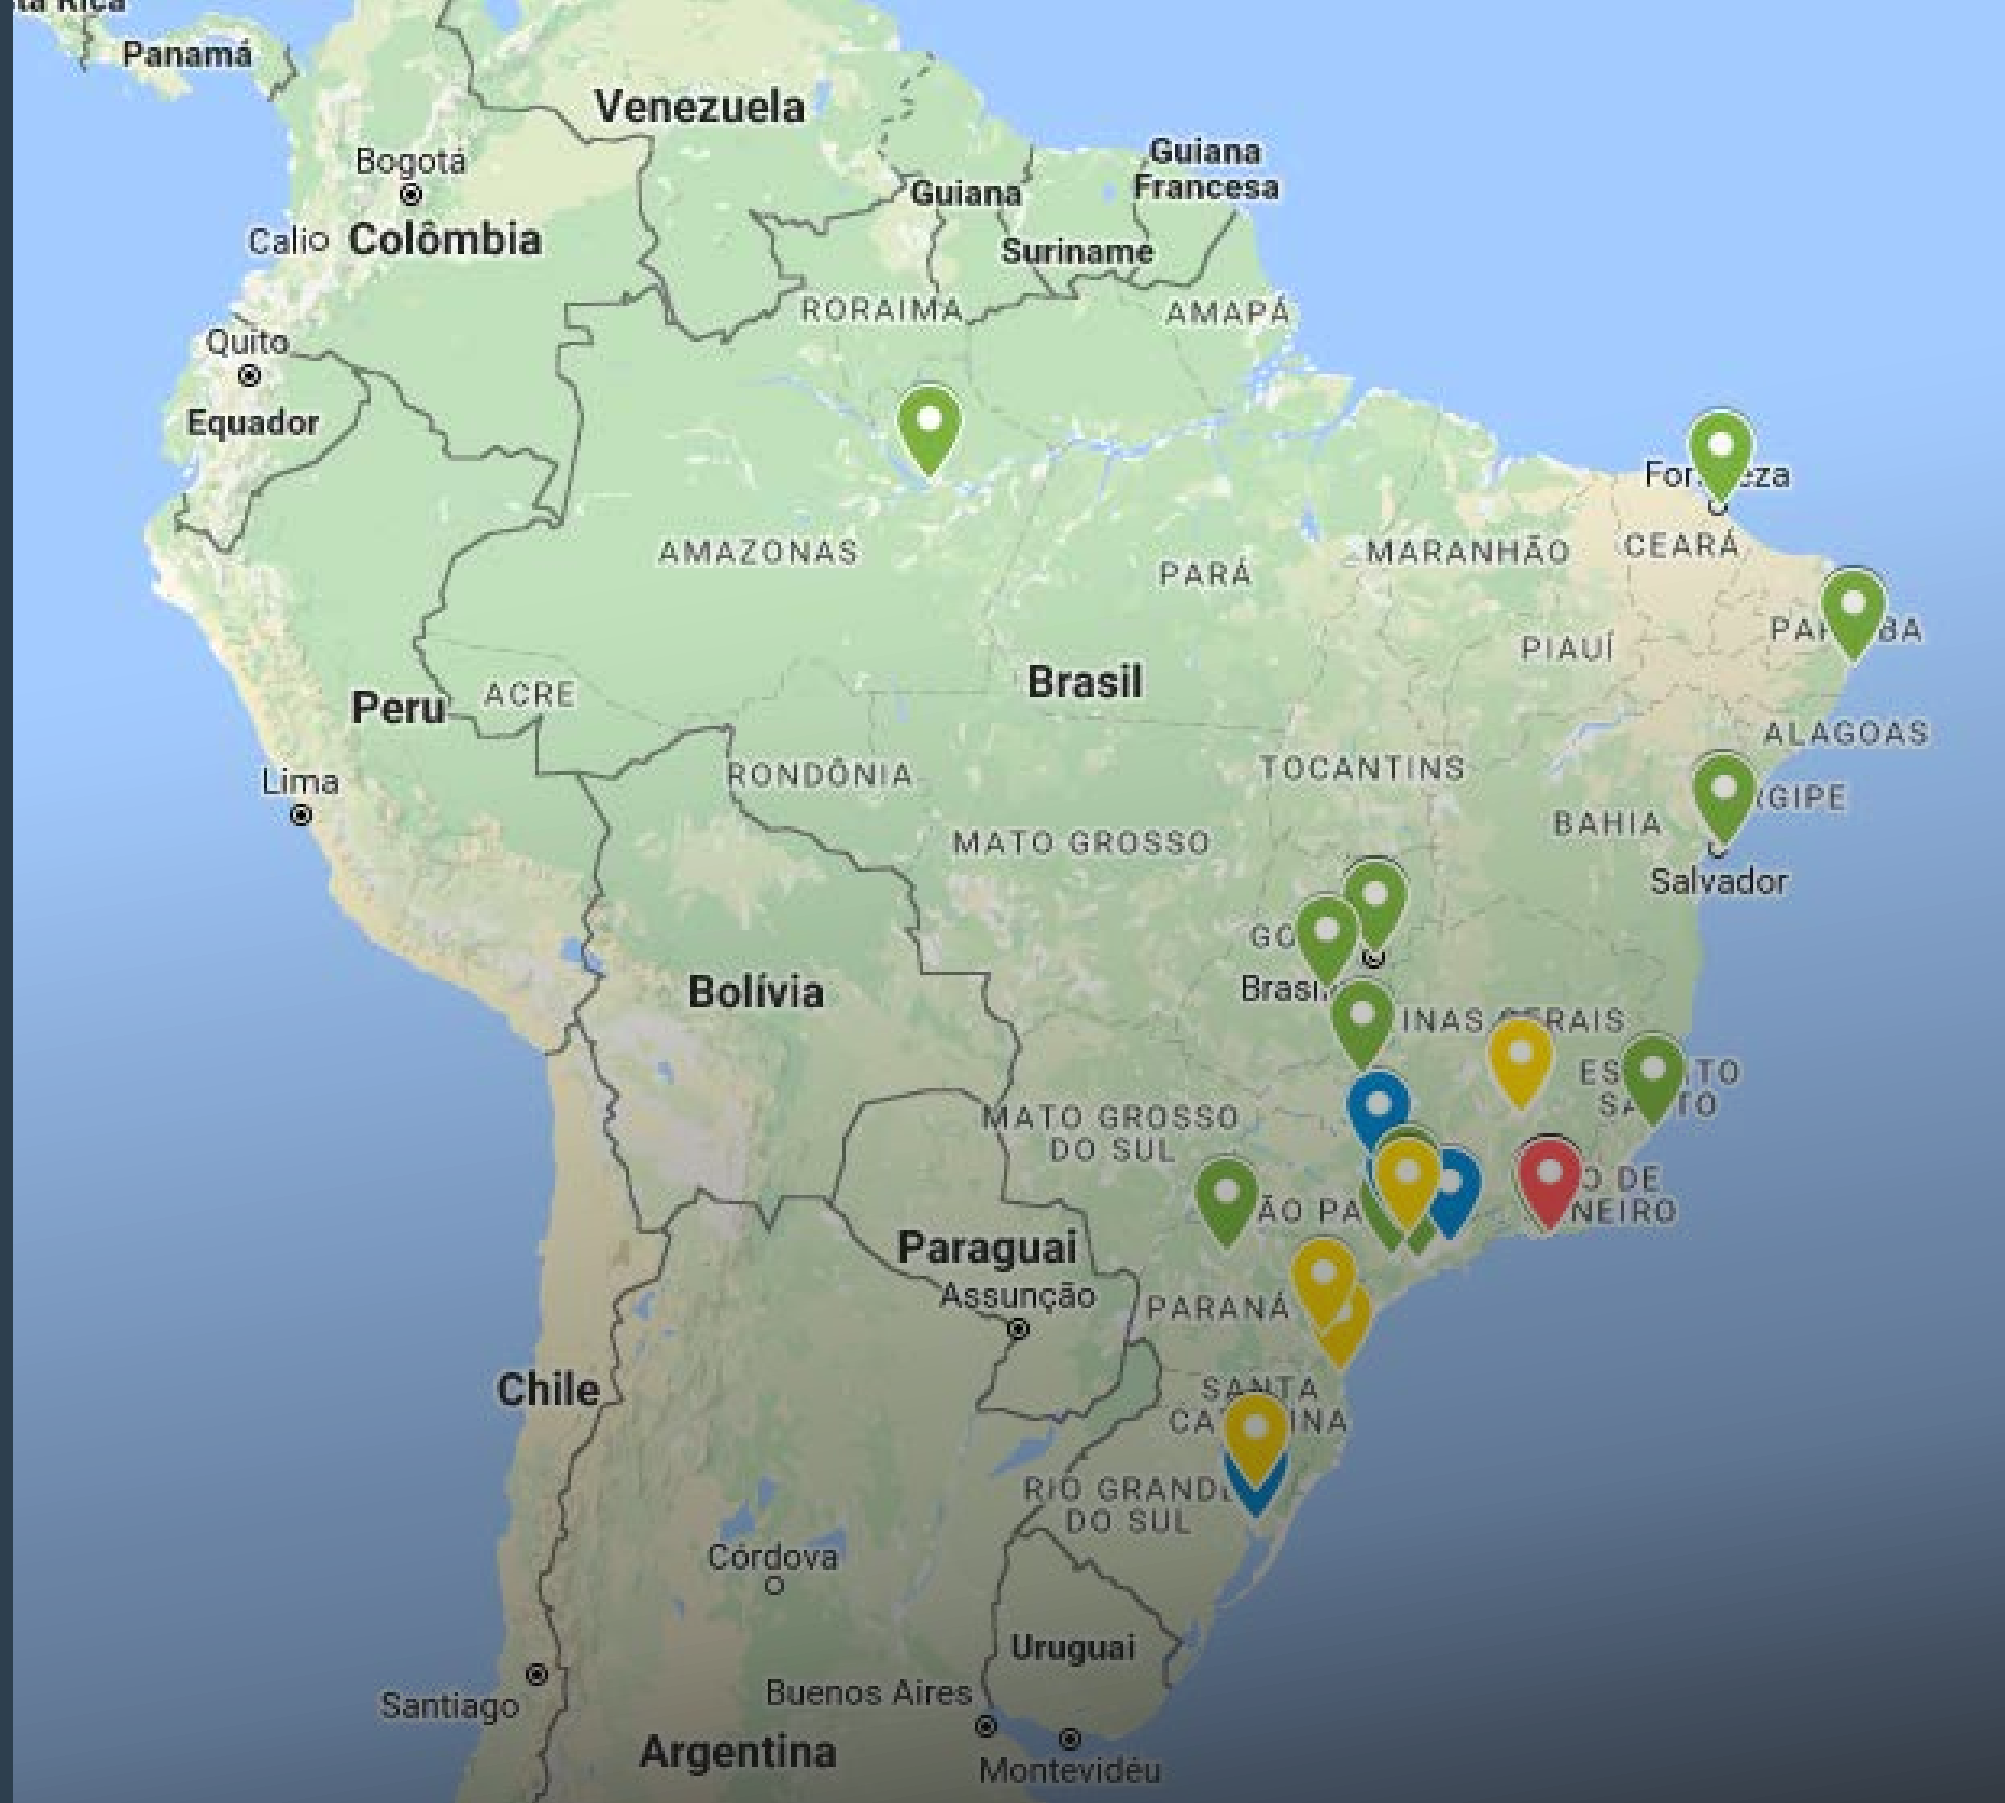 Panamá
Venezuela
Bogotá
Guiana
Francesa
Guiana
Cali
Colômbia
Suriname
RORAIMA
AMAPÁ
Quito
Equador
AMAZONAS
MARANHÃO
CEARÁ
PARÁ
PIAUÍ
Brasil
ACRE
Peru
ALAGOAS
TOCANTINS
RONDÔNIA
Lima
BAHIA
MATO GROSSO
Salvador
Bolívia
MATO GROSSO
DO SUL
Paraguai
Assunção
PARANÁ
Chile
SANTA
RIO GRANDE
DO SUL
Córdova
Uruguai
Santiago
Buenos Aires
Argentina
Montevidéu